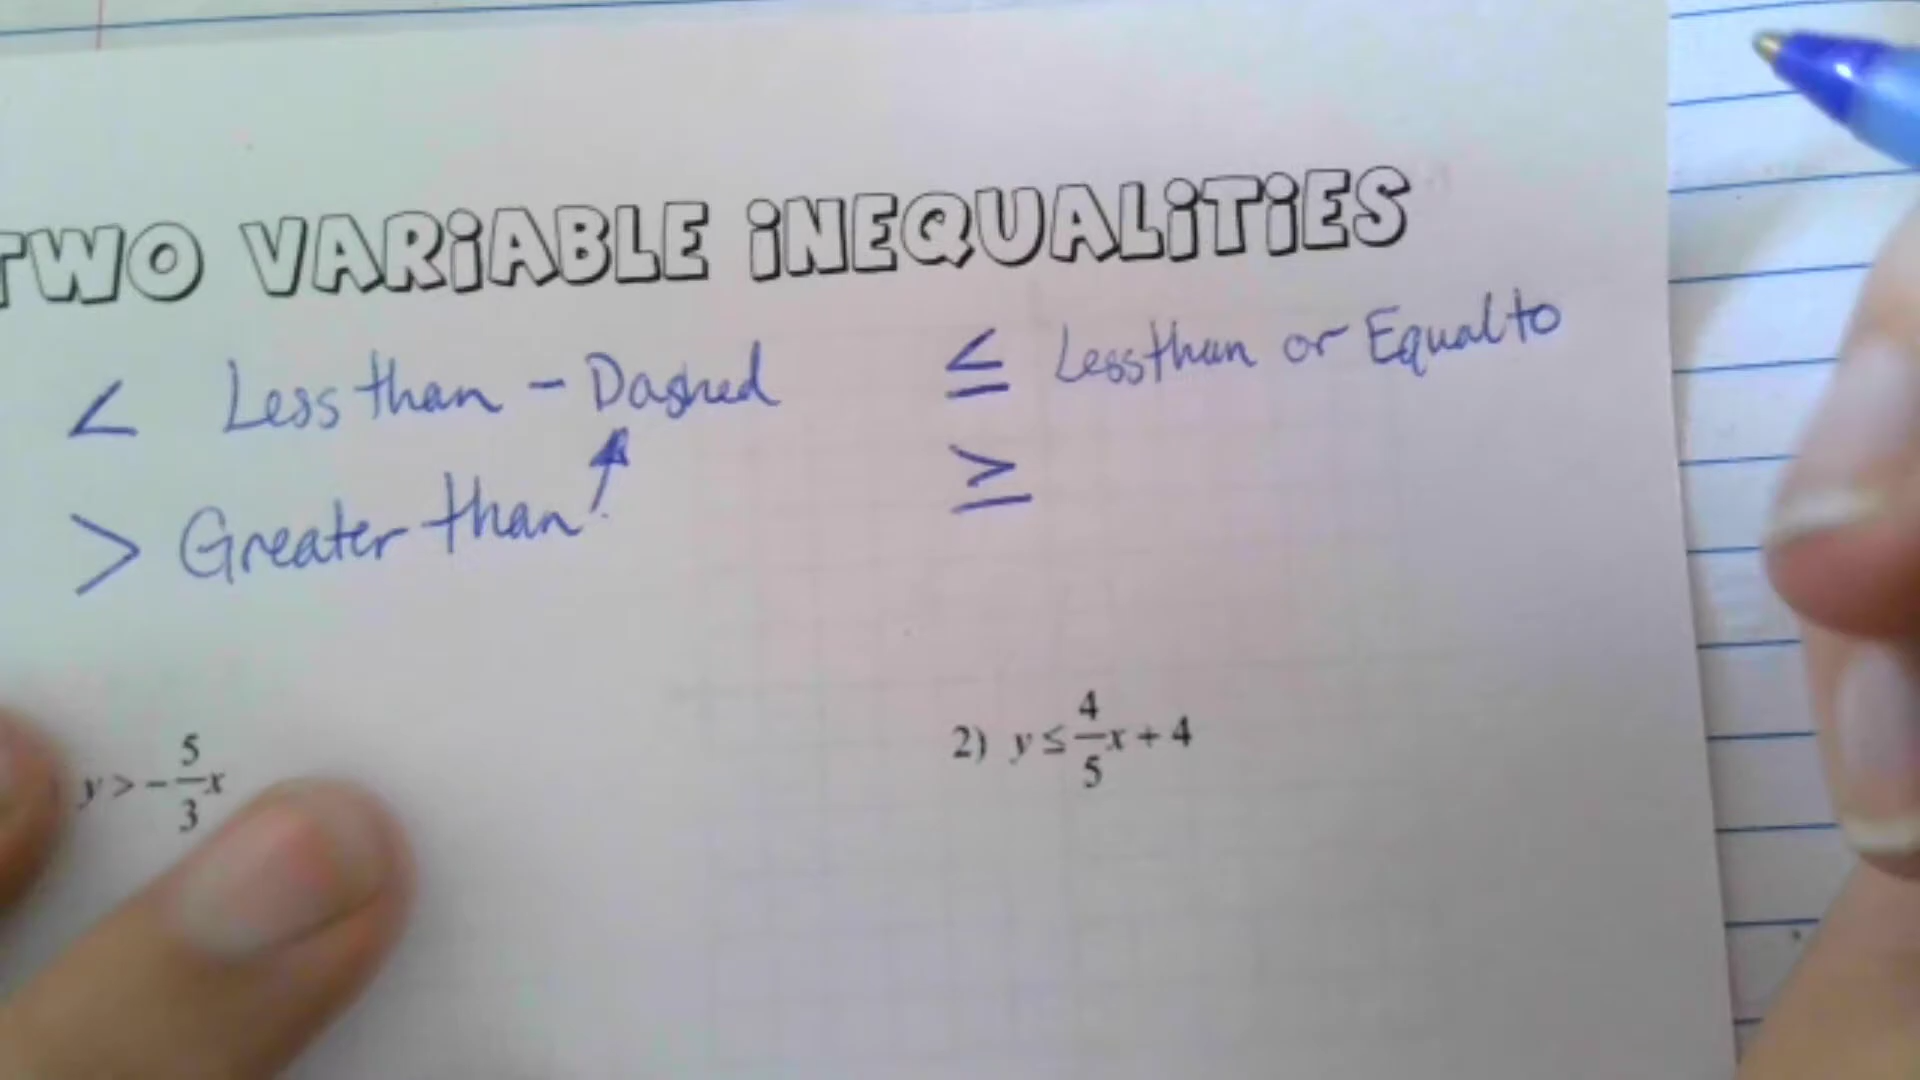 TWO VARIABLE INEQUALITIES
< Less than - Dashed
≤ Less than or Equal to
> Greater than
≥
y > -5/3x
2) y ≤ 4/5x + 4